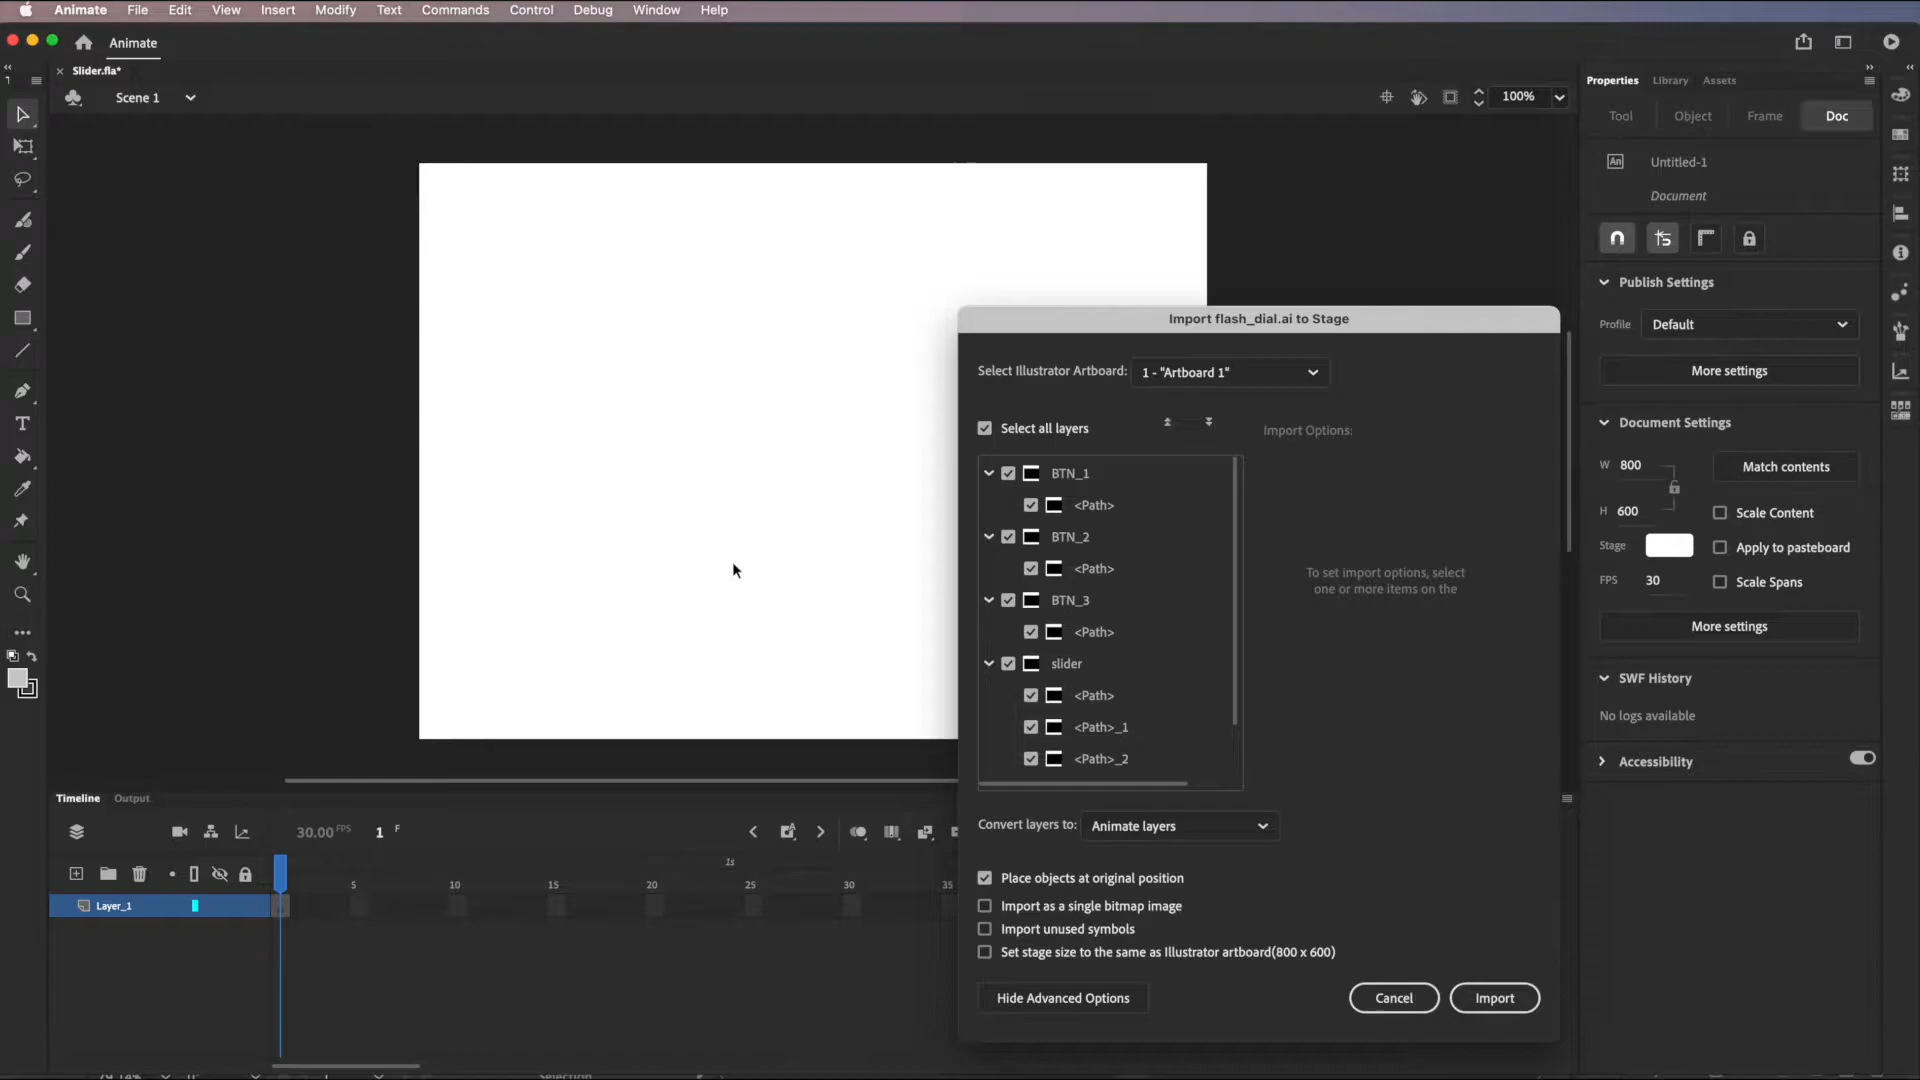 Animate File Edit View Insert Modify Text Commands Control Debug Window Help
Animate
Slider.fla*
Scene 1
100%
Properties Library Assets
Tool Object Frame Doc
An Untitled-1
Document
Publish Settings
Profile Default
More settings
Document Settings
W 800 Match contents
H 600 Scale Content
Stage Apply to pasteboard
FPS 30 Scale Spans
More settings
SWF History
No logs available
Accessibility
Import flash_dial.ai to Stage
Select Illustrator Artboard: 1 - "Artboard 1"
Select all layers
Import Options:
BTN_1
<Path>
BTN_2
<Path>
BTN_3
<Path>
slider
<Path>
<Path>_1
<Path>_2
To set import options, select
one or more items on the
Convert layers to: Animate layers
Place objects at original position
Import as a single bitmap image
Import unused symbols
Set stage size to the same as Illustrator artboard(800 x 600)
Hide Advanced Options Cancel Import
Timeline Output
30.00 FPS 1 F
1s
5 10 15 20 25 30 35
Layer_1